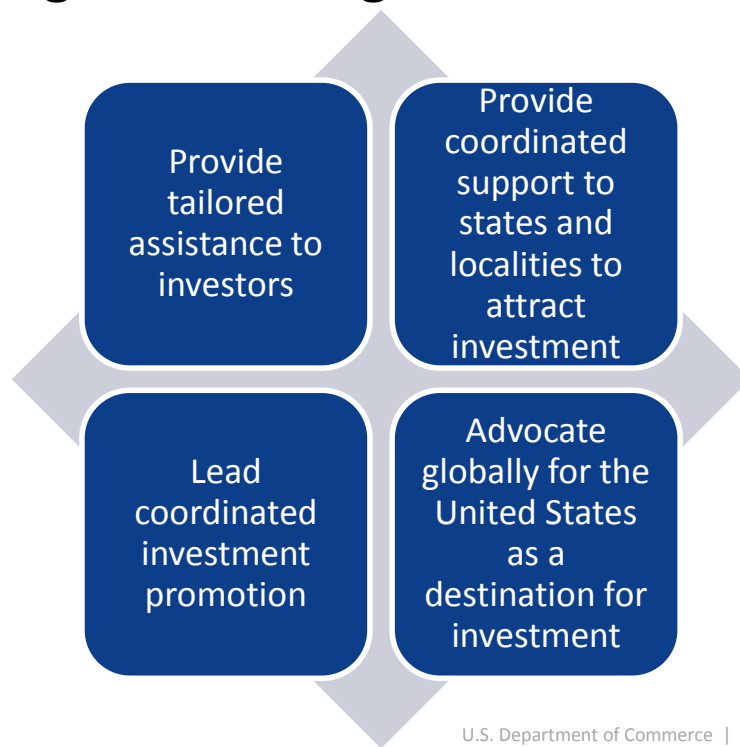 Provide
tailored
assistance to
investors
Provide
coordinated
support to
states and
localities to
attract
investment
Lead
coordinated
investment
promotion
Advocate
globally for the
United States
as a
destination for
investment
U.S. Department of Commerce |